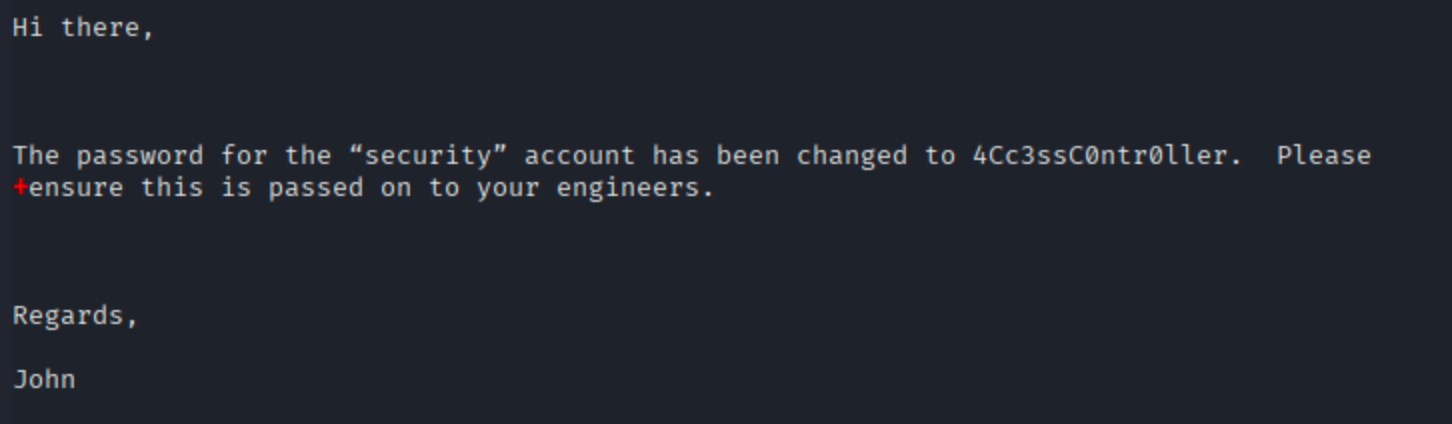 Hi there,
The password for the “security” account has been changed to 4Cc3ssC0ntr0ller.  Please
+ensure this is passed on to your engineers.
Regards,
John